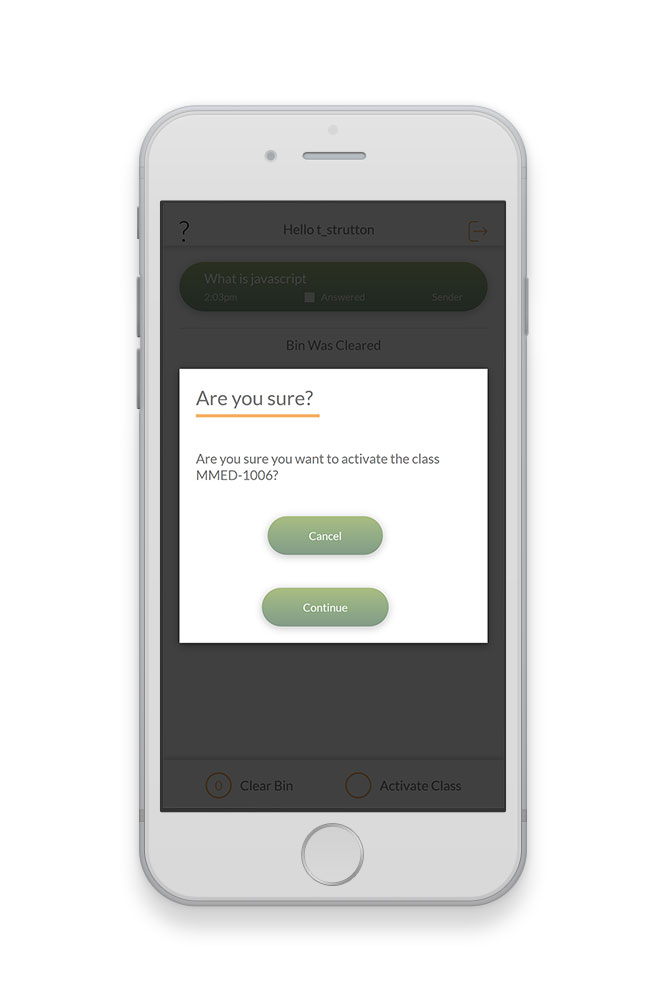 ?
Hello t_strutton
What is javascript
2:03pm Answered Sender
Bin Was Cleared
Are you sure?
Are you sure you want to activate the class
MMED-1006?
Cancel
Continue
0 Clear Bin Activate Class